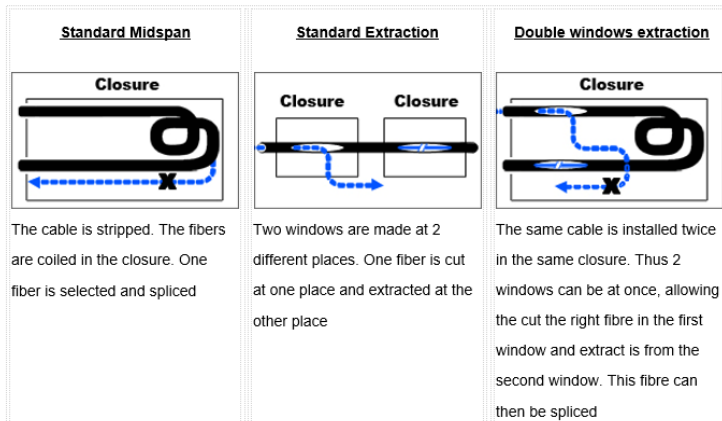 Standard Midspan
Closure
X
The cable is stripped. The fibers
are coiled in the closure. One
fiber is selected and spliced
Standard Extraction
Closure
Closure
Two windows are made at 2
different places. One fiber is cut
at one place and extracted at the
other place
Double windows extraction
Closure
X
The same cable is installed twice
in the same closure. Thus 2
windows can be at once, allowing
the cut the right fibre in the first
window and extract is from the
second window. This fibre can
then be spliced